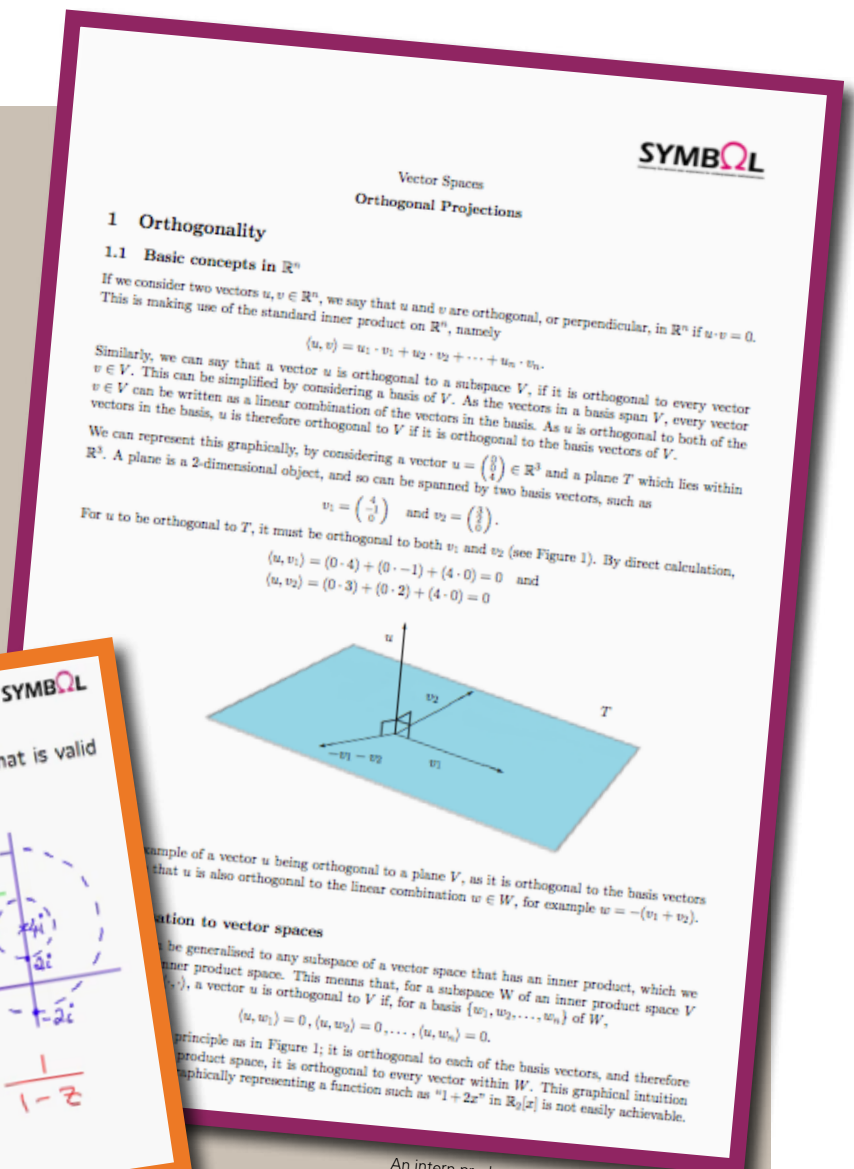 SYMBΩL
Vector Spaces
Orthogonal Projections
1 Orthogonality
1.1 Basic concepts in ℝⁿ
If we consider two vectors u, v ∈ ℝⁿ, we say that u and v are orthogonal, or perpendicular, in ℝⁿ if u·v = 0.
This is making use of the standard inner product on ℝⁿ, namely
⟨u, v⟩ = u₁ · v₁ + u₂ · v₂ + ··· + uₙ · vₙ.
Similarly, we can say that a vector u is orthogonal to a subspace V, if it is orthogonal to every vector
v ∈ V. This can be simplified by considering a basis of V. As the vectors in a basis span V, every vector
v ∈ V can be written as a linear combination of the vectors in the basis. As u is orthogonal to both of the
vectors in the basis, u is therefore orthogonal to V if it is orthogonal to the basis vectors of V.
We can represent this graphically, by considering a vector u = (0 0 4) ∈ ℝ³ and a plane T which lies within
ℝ³. A plane is a 2-dimensional object, and so can be spanned by two basis vectors, such as
v₁ = (4 -1 0) and v₂ = (3 2 0).
For u to be orthogonal to T, it must be orthogonal to both v₁ and v₂ (see Figure 1). By direct calculation,
⟨u, v₁⟩ = (0 · 4) + (0 · −1) + (4 · 0) = 0 and
⟨u, v₂⟩ = (0 · 3) + (0 · 2) + (4 · 0) = 0
u
v₂
T
−v₁ − v₂
v₁
xample of a vector u being orthogonal to a plane V, as it is orthogonal to the basis vectors
that u is also orthogonal to the linear combination w ∈ W, for example w = −(v₁ + v₂).
ation to vector spaces
be generalised to any subspace of a vector space that has an inner product, which we
nner product space. This means that, for a subspace W of an inner product space V
·, ·⟩, a vector u is orthogonal to V if, for a basis {w₁, w₂, . . . , wₙ} of W,
⟨u, w₁⟩ = 0, ⟨u, w₂⟩ = 0, . . . , ⟨u, wₙ⟩ = 0.
principle as in Figure 1; it is orthogonal to each of the basis vectors, and therefore
product space, it is orthogonal to every vector within W. This graphical intuition
raphically representing a function such as "1 + 2x" in ℝ₂[x] is not easily achievable.
SYMBΩL
hat is valid
2i
-2i
1
1-z
An intern